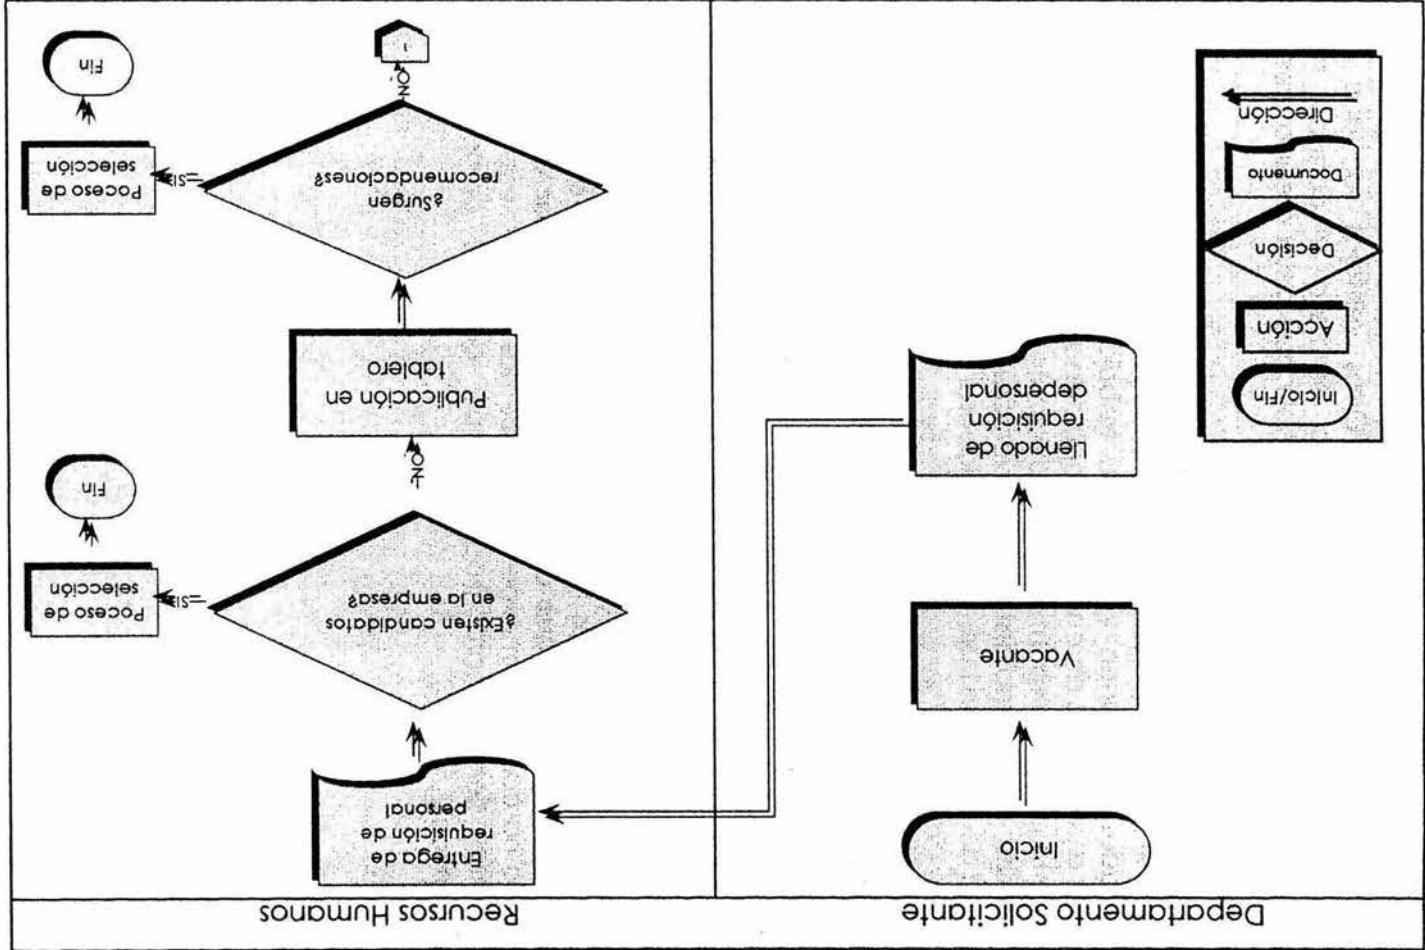 Departamento Solicitante
Recursos Humanos
Inicio
Vacante
Llenado de
requisición
depersonal
Inicio/Fin
Acción
Decisión
Documento
Dirección
Entrega de
requisición de
personal
¿Existen candidatos
en la empresa?
=SI=
Poceso de
selección
Fin
NO
Publicación en
tablero
¿Surgen
recomendaciones?
=SI=
Poceso de
selección
Fin
NO
1